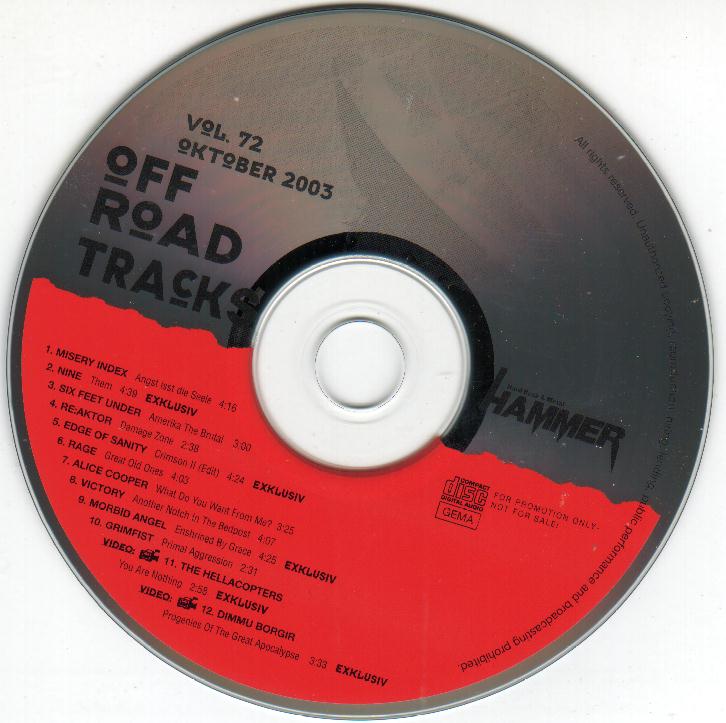 VOL. 72
OKTOBER 2003
OFF
ROAD
TRACKS
1. MISERY INDEX Angst isst die Seele 4:16
2. NINE Them 4:39 EXKLUSIV
3. SIX FEET UNDER Amerika The Brutal 3:00
4. RE:AKTOR Damage Zone 2:38
5. EDGE OF SANITY Crimson II (Edit) 4:24 EXKLUSIV
6. RAGE Great Old Ones 4:03
7. ALICE COOPER What Do You Want From Me? 3:25
8. VICTORY Another Notch In The Bedpost 4:07
9. MORBID ANGEL Enshrined By Grace 4:25 EXKLUSIV
10. GRIMFIST Primal Aggression 2:31
VIDEO: 11. THE HELLACOPTERS
You Are Nothing 2:58 EXKLUSIV
VIDEO: 12. DIMMU BORGIR
Progenies Of The Great Apocalypse 3:33 EXKLUSIV
Hard Rock & Metal
HAMMER
COMPACT
disc
DIGITAL AUDIO
GEMA
FOR PROMOTION ONLY-
NOT FOR SALE!
All rights reserved. Unauthorized copying, lending, public performance and broadcasting prohibited.